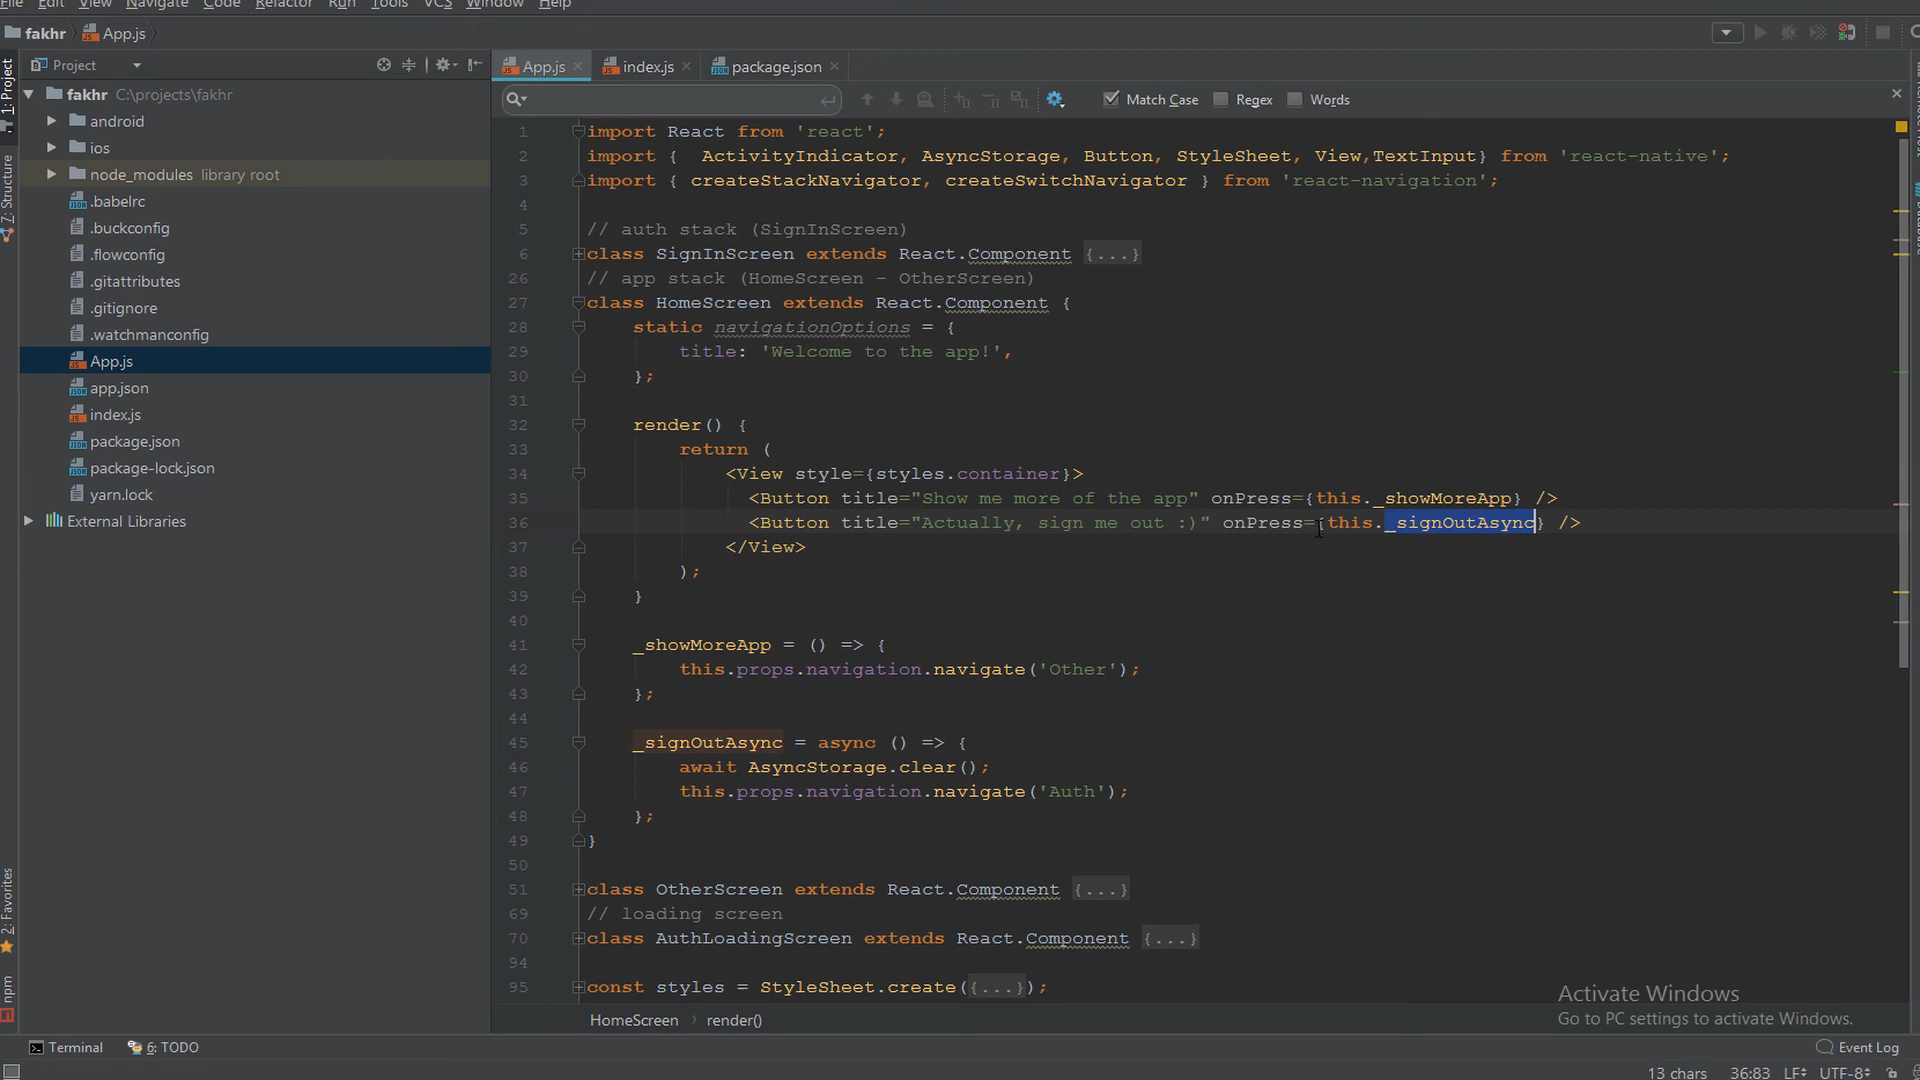 File Edit View Navigate Code Refactor Run Tools VCS Window Help
fakhr App.js
Project
App.js index.js package.json
Match Case Regex Words
1: Project
7: Structure
2: Favorites
npm
fakhr C:\projects\fakhr
android
ios
node_modules library root
.babelrc
.buckconfig
.flowconfig
.gitattributes
.gitignore
.watchmanconfig
App.js
app.json
index.js
package.json
package-lock.json
yarn.lock
External Libraries
1 import React from 'react';
2 import {  ActivityIndicator, AsyncStorage, Button, StyleSheet, View,TextInput} from 'react-native';
3 import { createStackNavigator, createSwitchNavigator } from 'react-navigation';
4
5 // auth stack (SignInScreen)
6 class SignInScreen extends React.Component {...}
26 // app stack (HomeScreen - OtherScreen)
27 class HomeScreen extends React.Component {
28 static navigationOptions = {
29 title: 'Welcome to the app!',
30 };
31
32 render() {
33 return (
34 <View style={styles.container}>
35 <Button title="Show me more of the app" onPress={this._showMoreApp} />
36 <Button title="Actually, sign me out :)" onPress={this._signOutAsync} />
37 </View>
38 );
39 }
40
41 _showMoreApp = () => {
42 this.props.navigation.navigate('Other');
43 };
44
45 _signOutAsync = async () => {
46 await AsyncStorage.clear();
47 this.props.navigation.navigate('Auth');
48 };
49 }
50
51 class OtherScreen extends React.Component {...}
69 // loading screen
70 class AuthLoadingScreen extends React.Component {...}
94
95 const styles = StyleSheet.create({...});
HomeScreen render()
Activate Windows
Go to PC settings to activate Windows.
Terminal 6: TODO Event Log
13 chars 36:83 LF UTF-8